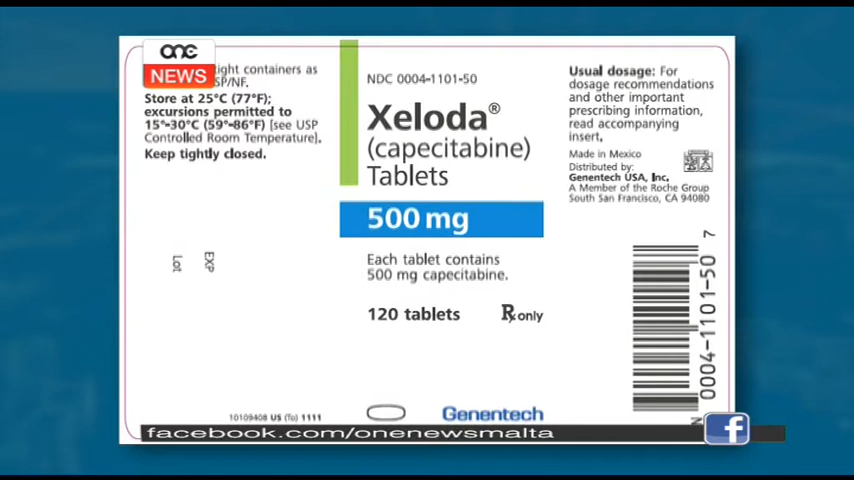 one
NEWS
light containers as
SP/NF.
Store at 25°C (77°F);
excursions permitted to
15°-30°C (59°-86°F) [see USP
Controlled Room Temperature].
Keep tightly closed.
Lot
EXP
10109408 US (To) 1111
NDC 0004-1101-50
Xeloda®
(capecitabine)
Tablets
500 mg
Each tablet contains
500 mg capecitabine.
120 tablets
Rx only
Genentech
Usual dosage: For
dosage recommendations
and other important
prescribing information,
read accompanying
insert.
Made in Mexico
Distributed by:
Genentech USA, Inc.
A Member of the Roche Group
South San Francisco, CA 94080
N 0004-1101-50 7
facebook.com/onenewsmalta
f